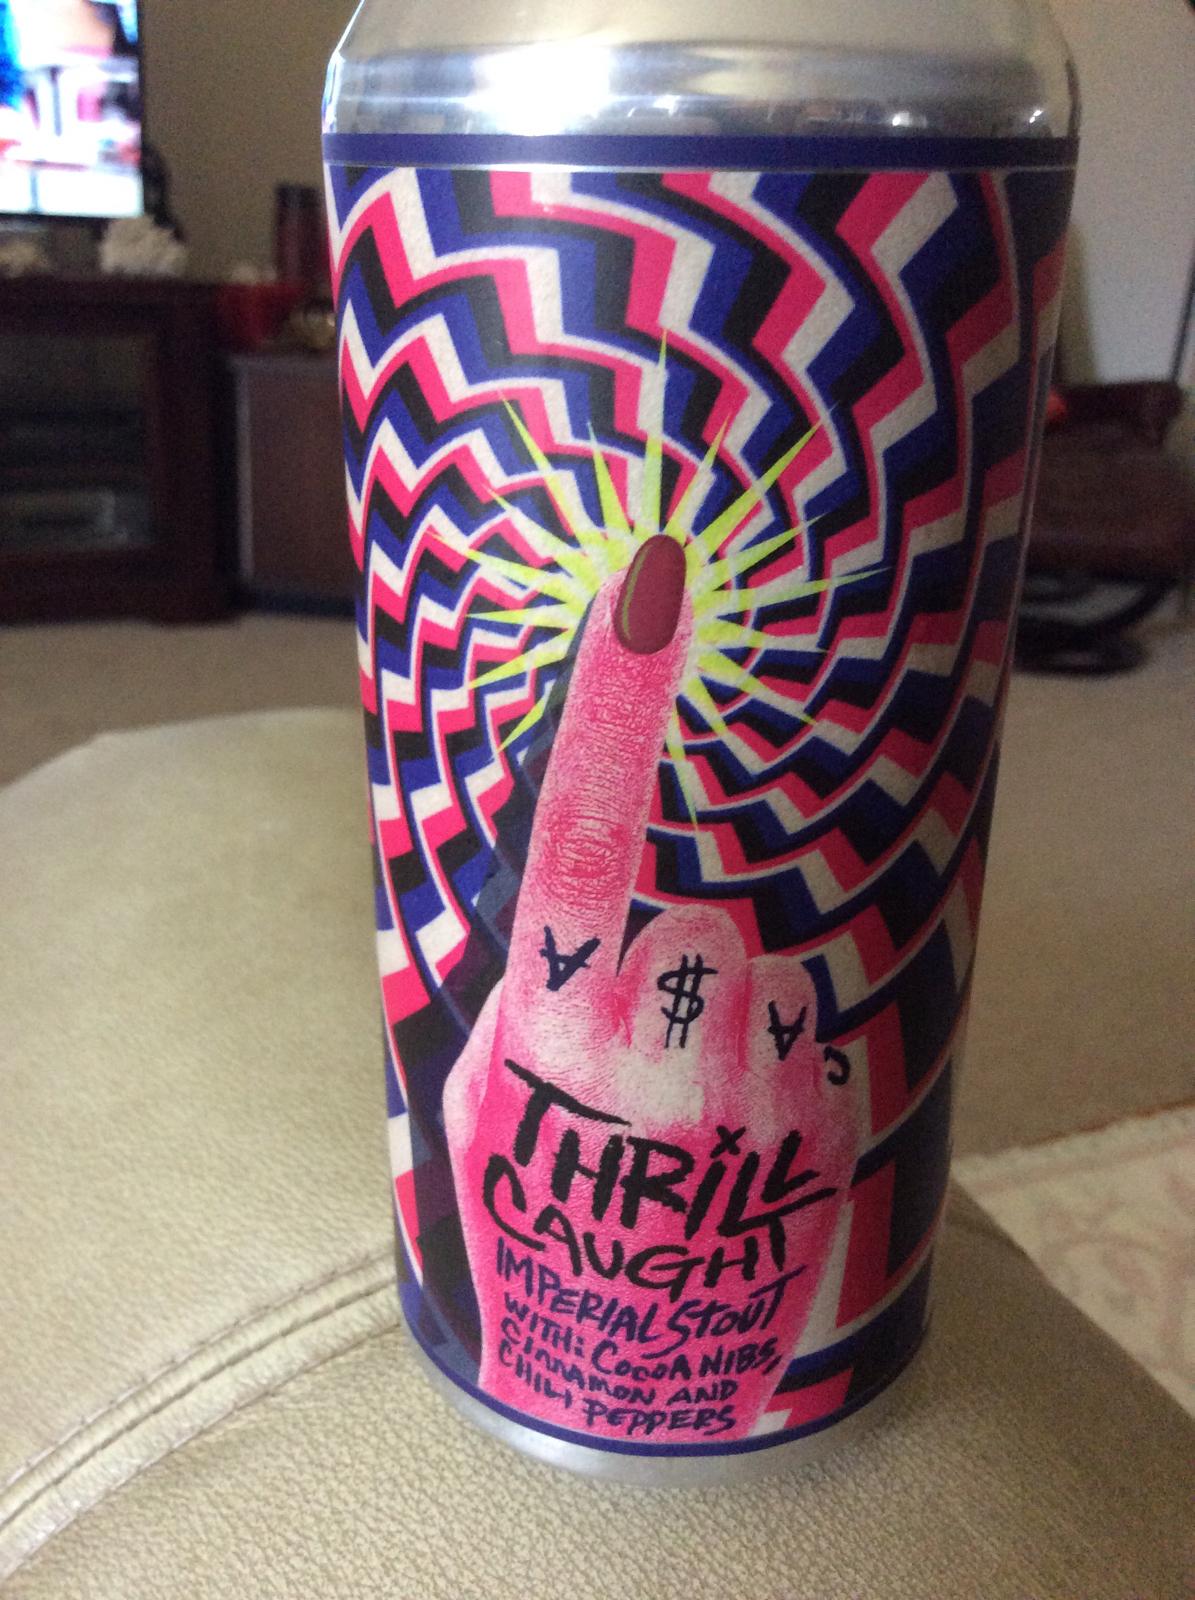 ∀ $ ∀ C
THRiLL
CAUGHT
IMPERIAL STOUT
WITH: COCOA NIBS,
CINNAMON AND
CHILI PEPPERS